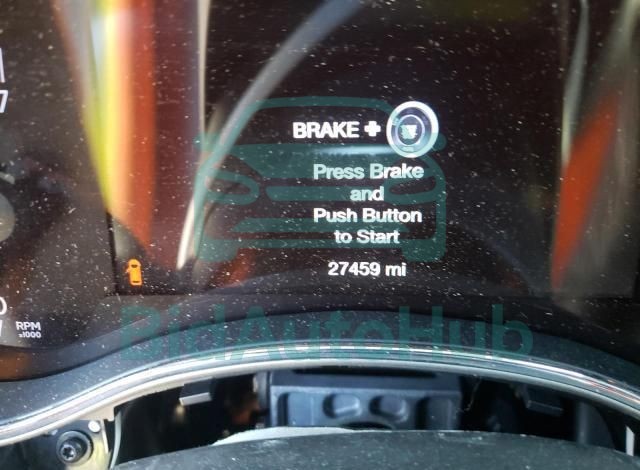 BRAKE +
Press Brake
and
Push Button
to Start
27459 mi
RPM
x1000
BidAutoHub